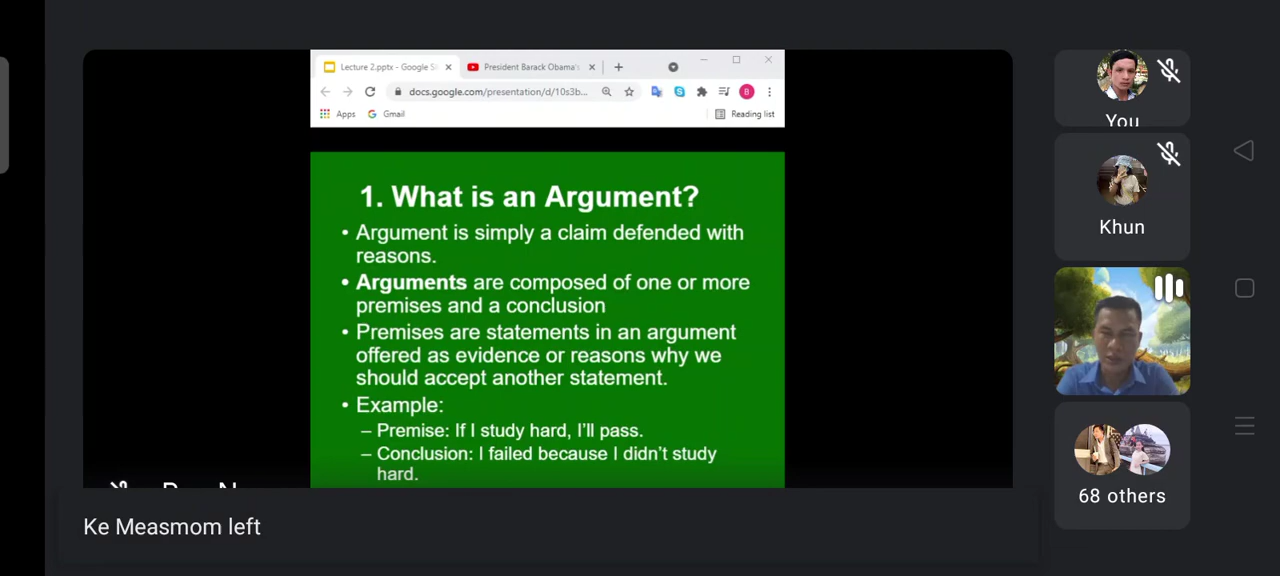 Lecture 2.pptx - Google S
President Barack Obama's
docs.google.com/presentation/d/10s3b...
B
Apps
Gmail
Reading list
1. What is an Argument?
• Argument is simply a claim defended with
reasons.
• Arguments are composed of one or more
premises and a conclusion
• Premises are statements in an argument
offered as evidence or reasons why we
should accept another statement.
• Example:
– Premise: If I study hard, I'll pass.
– Conclusion: I failed because I didn't study
hard.
Ke Measmom left
You
Khun
68 others